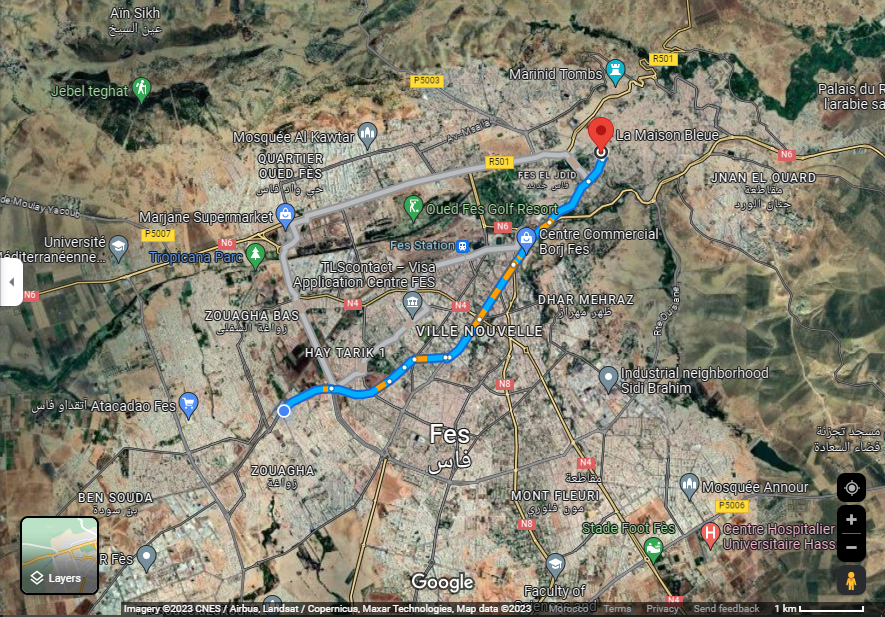 Aïn Sikh
عين السيخ
R501
Marinid Tombs
P5003
Jebel teghat
Palais du R
l'arabie sa
La Maison Bleue
Mosquée Al Kawtar
QUARTIER
OUED FES
حي واد فاس
R501
N6
FES EL JDID
فاس جديد
JNAN EL OUARD
مقاطعة
جنان الورد
de Moulay Yacoub
Marjane Supermarket
Oued Fes Golf Resort
P5007
N6
N6
Université
Méditerranéenne...
Tropicana Parc
Fes Station
Centre Commercial
Borj Fes
TLScontact – Visa
Application Centre FES
N6
N4
N4
DHAR MEHRAZ
ظهر مهراز
ZOUAGHA BAS
زواغة السفلى
VILLE NOUVELLE
HAY TARIK 1
Industrial neighborhood
Sidi Brahim
N8
أتقداو فاس Atacadao Fes
Fes
فاس
مسجد تجزئة
فضاء السعادة
ZOUAGHA
زواغة
N4
مقاطعة
MONT FLEURI
مون فلوري
Mosquée Annour
P5006
BEN SOUDA
بن سودة
N8
Stade Foot Fès
Centre Hospitalier
Universitaire Hass
R Fès
Layers
Google
Faculty of
N4
Imagery ©2023 CNES / Airbus, Landsat / Copernicus, Maxar Technologies, Map data ©2023 Morocco Terms Privacy Send feedback 1 km